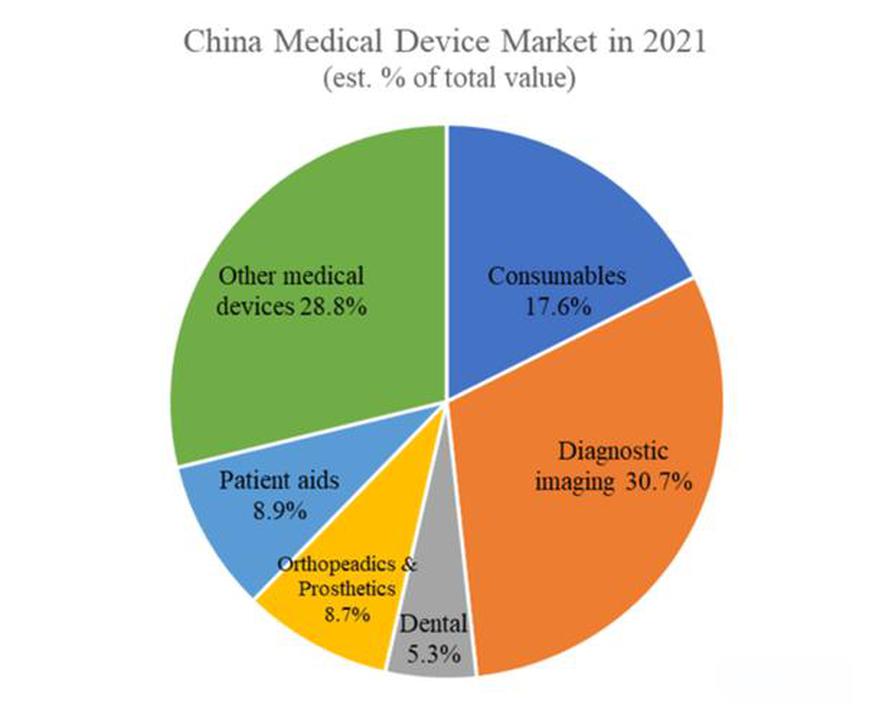 China Medical Device Market in 2021
(est. % of total value)
Other medical
devices 28.8%
Consumables
17.6%
Diagnostic
imaging 30.7%
Patient aids
8.9%
Orthopeadics &
Prosthetics
8.7%
Dental
5.3%